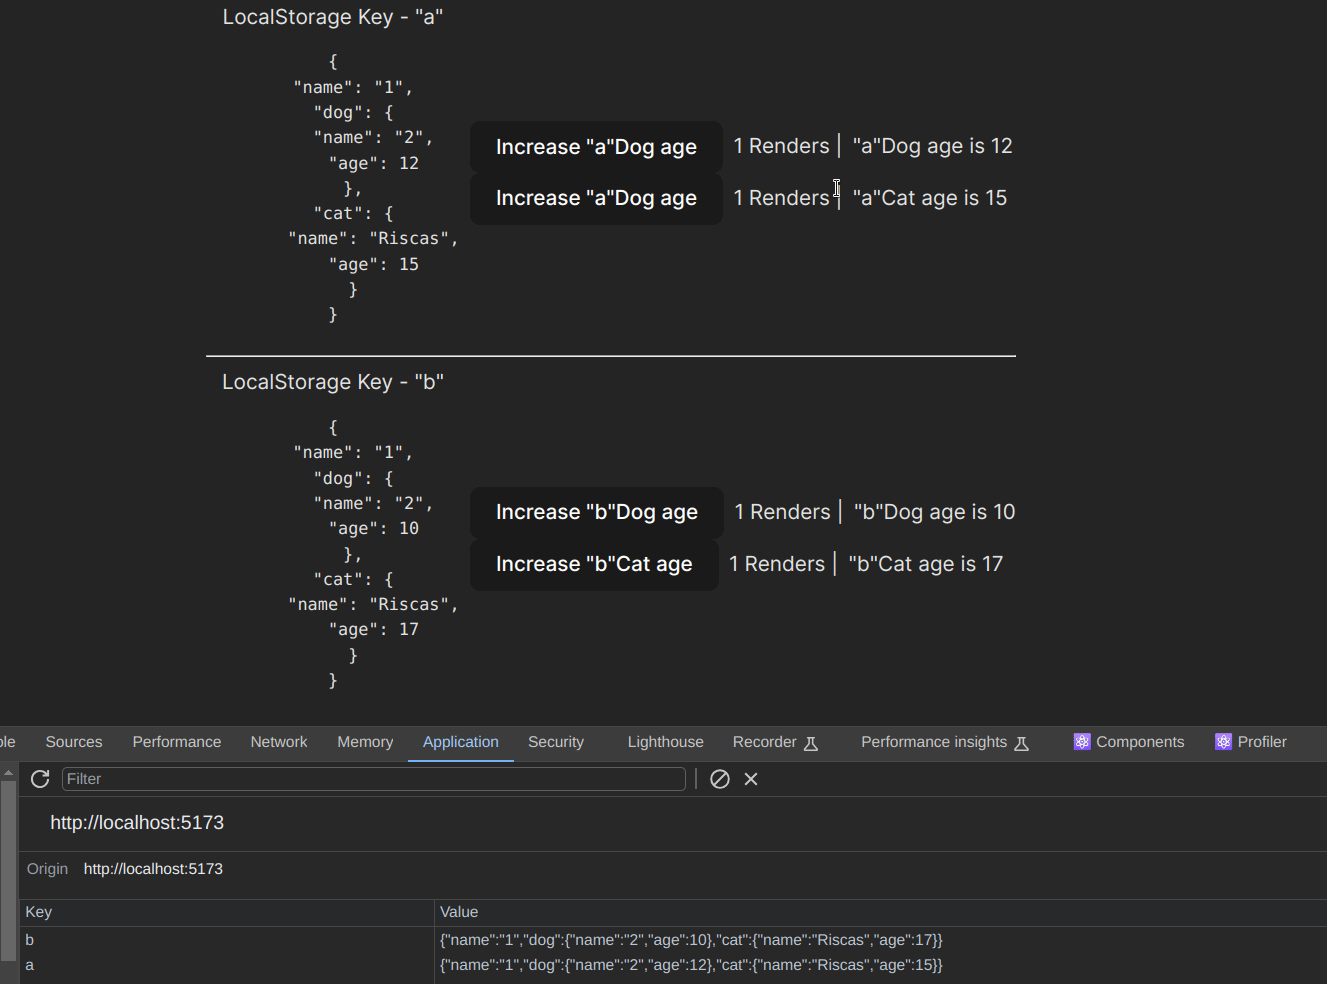 LocalStorage Key - "a"
{
"name": "1",
"dog": {
"name": "2",
"age": 12
},
"cat": {
"name": "Riscas",
"age": 15
}
}
Increase "a"Dog age 1 Renders | "a"Dog age is 12
Increase "a"Dog age 1 Renders | "a"Cat age is 15
LocalStorage Key - "b"
{
"name": "1",
"dog": {
"name": "2",
"age": 10
},
"cat": {
"name": "Riscas",
"age": 17
}
}
Increase "b"Dog age 1 Renders | "b"Dog age is 10
Increase "b"Cat age 1 Renders | "b"Cat age is 17
Sources Performance Network Memory Application Security Lighthouse Recorder Performance insights Components Profiler
Filter
http://localhost:5173
Origin http://localhost:5173
Key Value
b {"name":"1","dog":{"name":"2","age":10},"cat":{"name":"Riscas","age":17}}
a {"name":"1","dog":{"name":"2","age":12},"cat":{"name":"Riscas","age":15}}